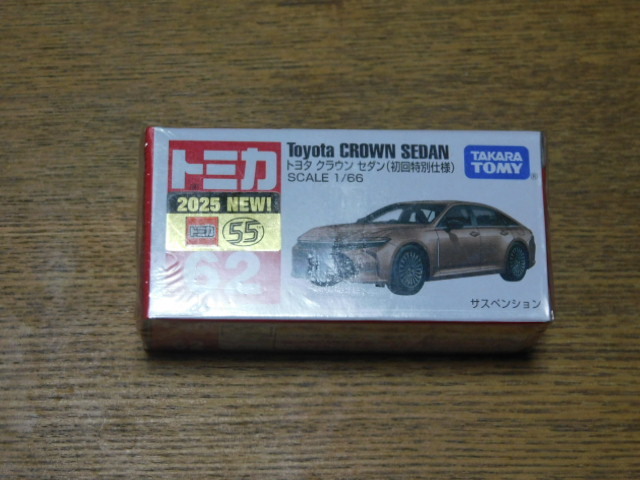 トミカ
2025 NEW!
トミカ 55
62
Toyota CROWN SEDAN
トヨタ クラウン セダン(初回特別仕様)
SCALE 1/66
TAKARA
TOMY
サスペンション